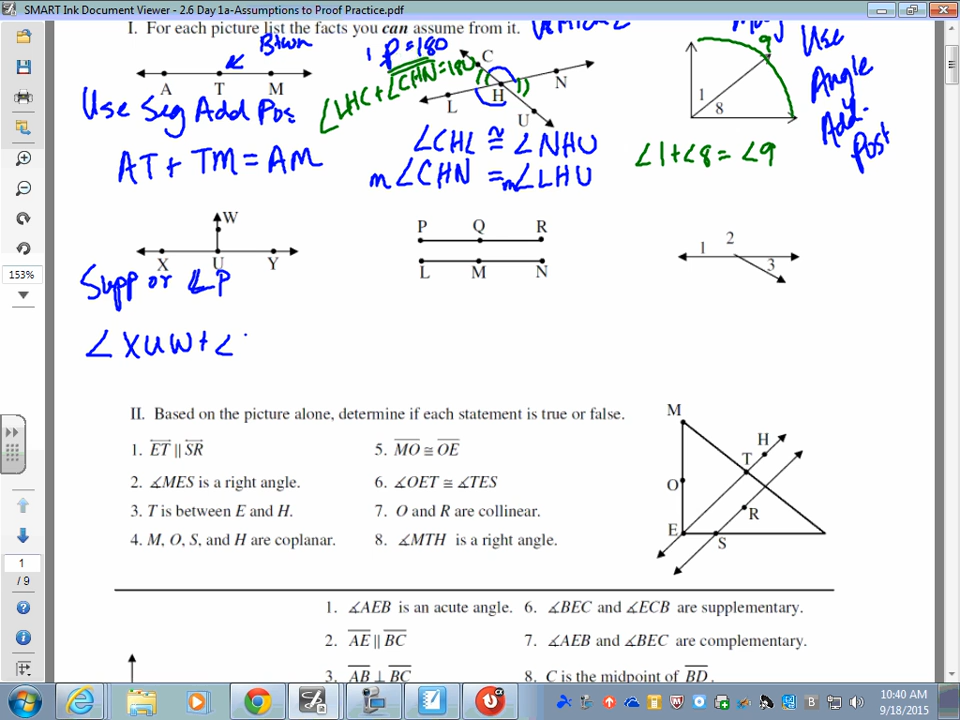 SMART Ink Document Viewer - 2.6 Day 1a-Assumptions to Proof Practice.pdf
I. For each picture list the facts you can assume from it.
Btwn
A T M
Use Seg Add Pos
AT + TM = AM
P = 180
∠LHC + ∠CHN = 180
C
N
L H
U
∠CHL ≅ ∠NHU
m∠CHN = m∠LHU
9
1
8
∠1 + ∠8 = ∠9
Use
Angle
Add.
Post
W
X U Y
Supp or LP
∠XUW + ∠
P Q R
L M N
1 2
3
153%
II. Based on the picture alone, determine if each statement is true or false.
1. ET || SR
2. ∡MES is a right angle.
3. T is between E and H.
4. M, O, S, and H are coplanar.
5. MO ≅ OE
6. ∡OET ≅ ∡TES
7. O and R are collinear.
8. ∡MTH is a right angle.
M
H
T
O
R
E
S
1
/ 9
1. ∡AEB is an acute angle.
2. AE || BC
3. AB ⊥ BC
6. ∡BEC and ∡ECB are supplementary.
7. ∡AEB and ∡BEC are complementary.
8. C is the midpoint of BD.
10:40 AM
9/18/2015